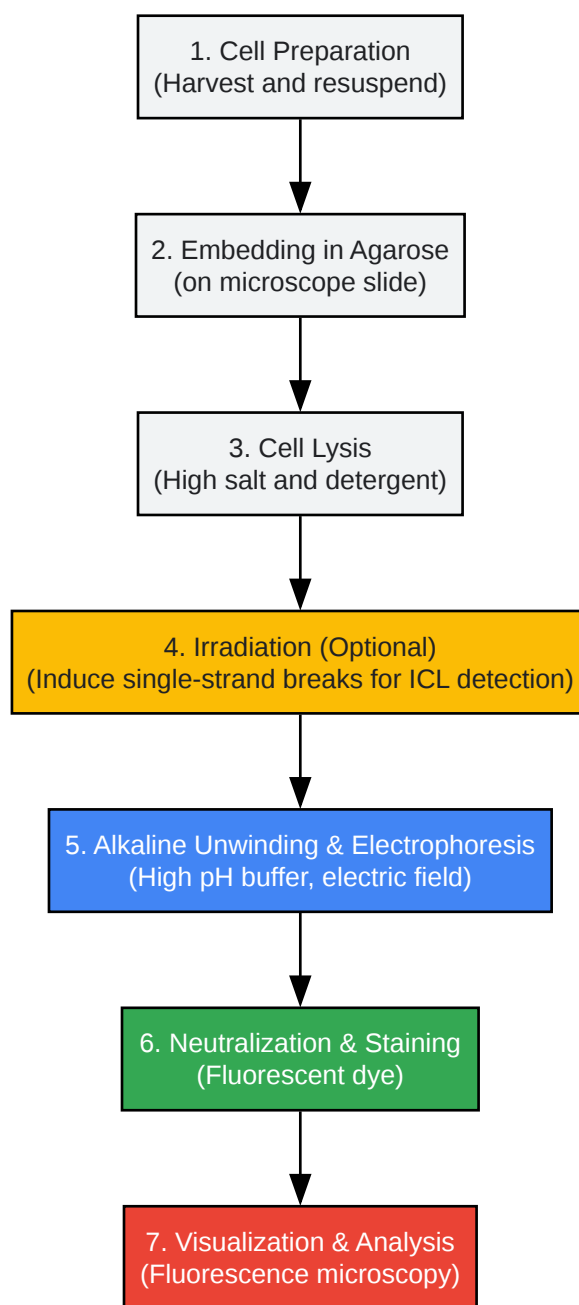 1. Cell Preparation
(Harvest and resuspend)
2. Embedding in Agarose
(on microscope slide)
3. Cell Lysis
(High salt and detergent)
4. Irradiation (Optional)
(Induce single-strand breaks for ICL detection)
5. Alkaline Unwinding & Electrophoresis
(High pH buffer, electric field)
6. Neutralization & Staining
(Fluorescent dye)
7. Visualization & Analysis
(Fluorescence microscopy)